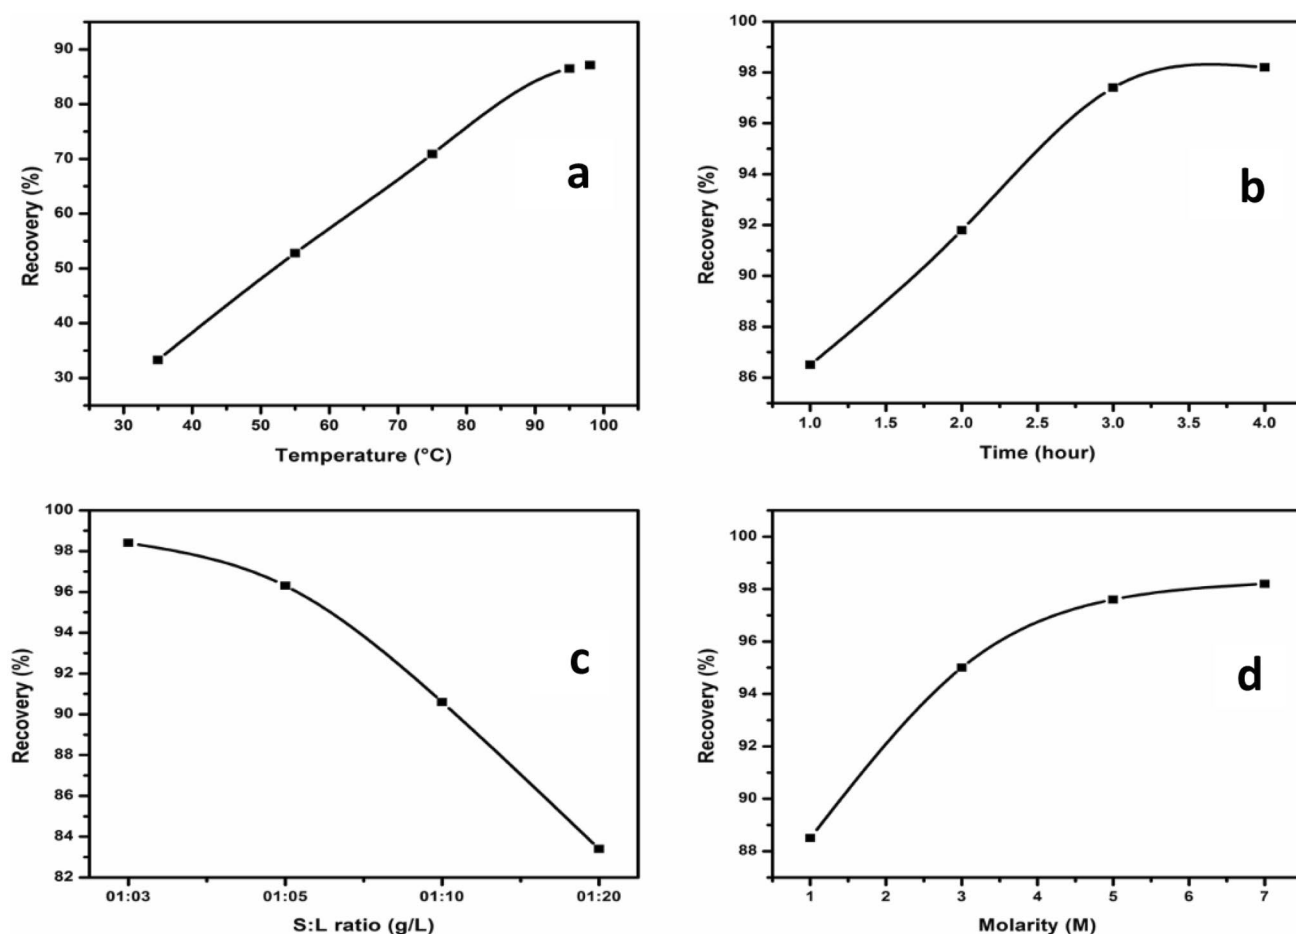 90
80
70
60
50
40
30
Recovery (%)
30 40 50 60 70 80 90 100
Temperature (°C)
a
100
98
96
94
92
90
88
86
Recovery (%)
1.0 1.5 2.0 2.5 3.0 3.5 4.0
Time (hour)
b
100
98
96
94
92
90
88
86
84
82
Recovery (%)
01:03 01:05 01:10 01:20
S:L ratio (g/L)
c
100
98
96
94
92
90
88
Recovery (%)
1 2 3 4 5 6 7
Molarity (M)
d